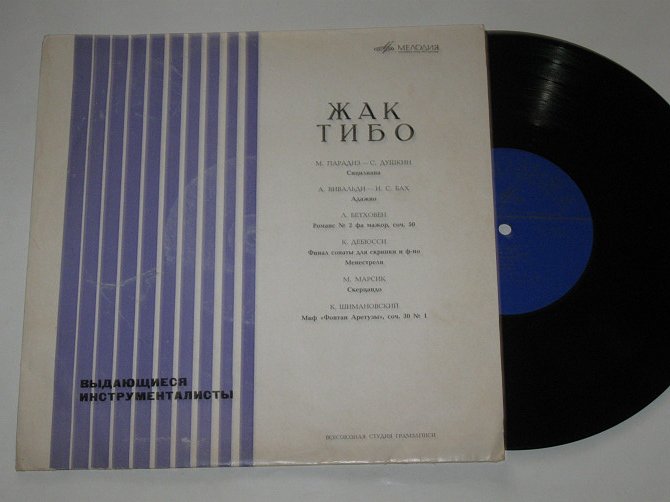 МЕЛОДИЯ
ЖАК
ТИБО
М. ПАРАДИЗ — С. ДУШКИН
Сицилиана
А. ВИВАЛЬДИ — И. С. БАХ
Адажио
Л. БЕТХОВЕН
Романс № 2 фа мажор, соч. 50
К. ДЕБЮССИ
Финал сонаты для скрипки и ф-но
Менестрели
М. МАРСИК
Скерцандо
К. ШИМАНОВСКИЙ
Миф «Фонтан Аретузы», соч. 30 № 1
ВЫДАЮЩИЕСЯ
ИНСТРУМЕНТАЛИСТЫ
ВСЕСОЮЗНАЯ СТУДИЯ ГРАМЗАПИСИ